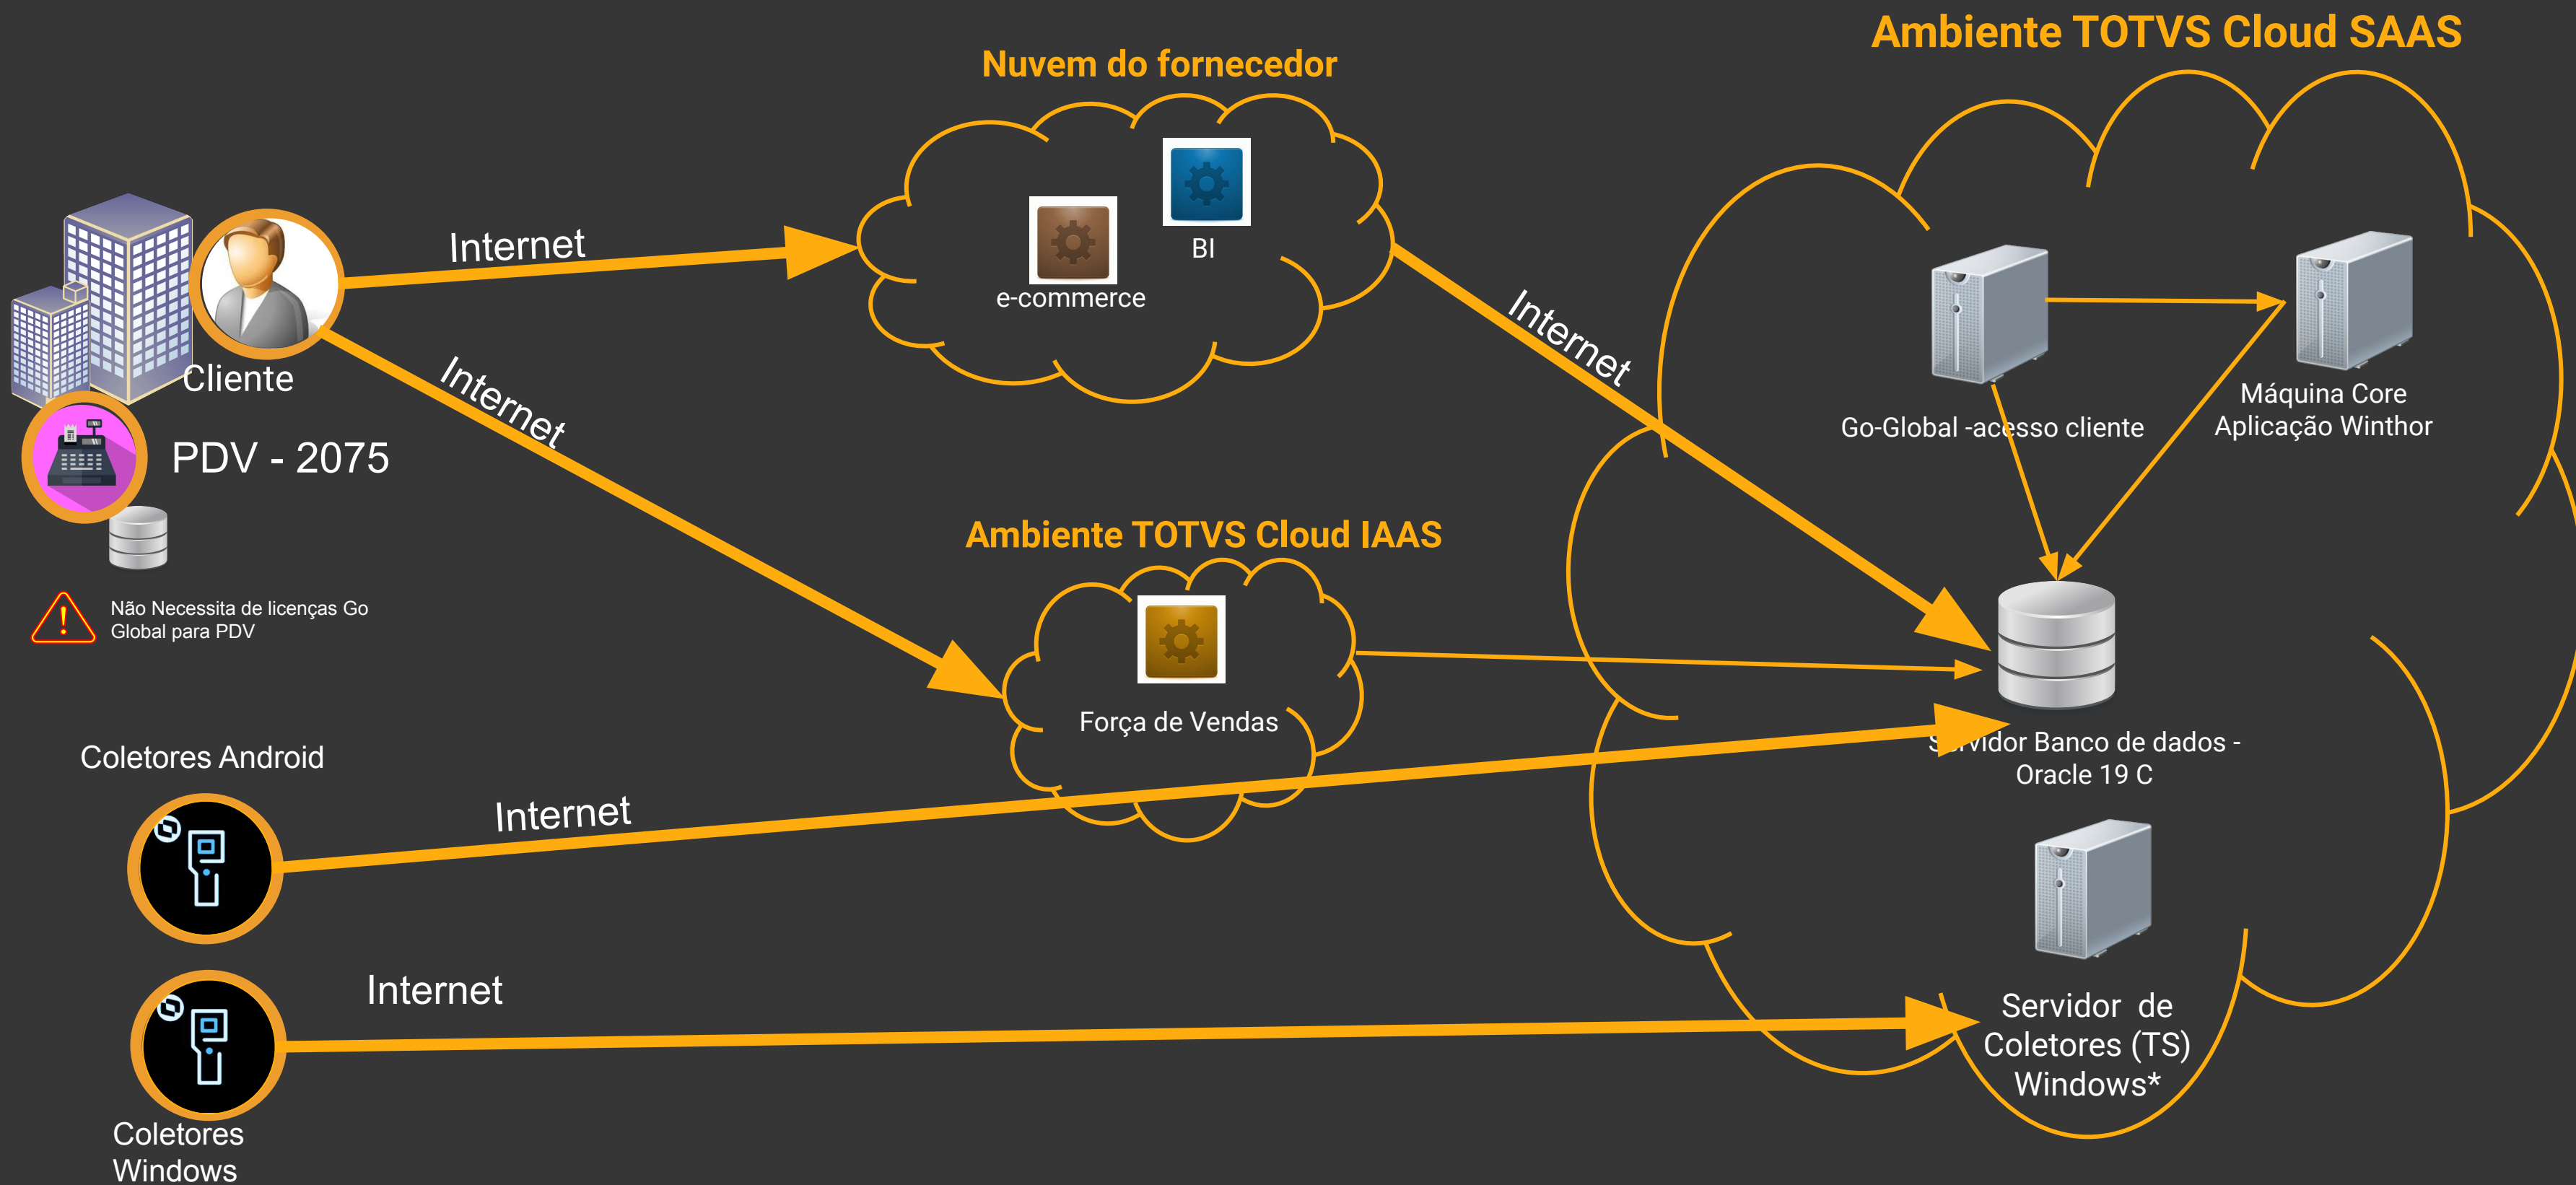 Ambiente TOTVS Cloud SAAS
Nuvem do fornecedor
Internet
BI
e-commerce
Internet
Cliente
Internet
Máquina Core
Aplicação Winthor
Go-Global -acesso cliente
PDV - 2075
Ambiente TOTVS Cloud IAAS
Não Necessita de licenças Go
Global para PDV
Força de Vendas
Coletores Android
Servidor Banco de dados -
Oracle 19 C
Internet
Internet
Servidor  de
Coletores (TS)
Windows*
Coletores
Windows